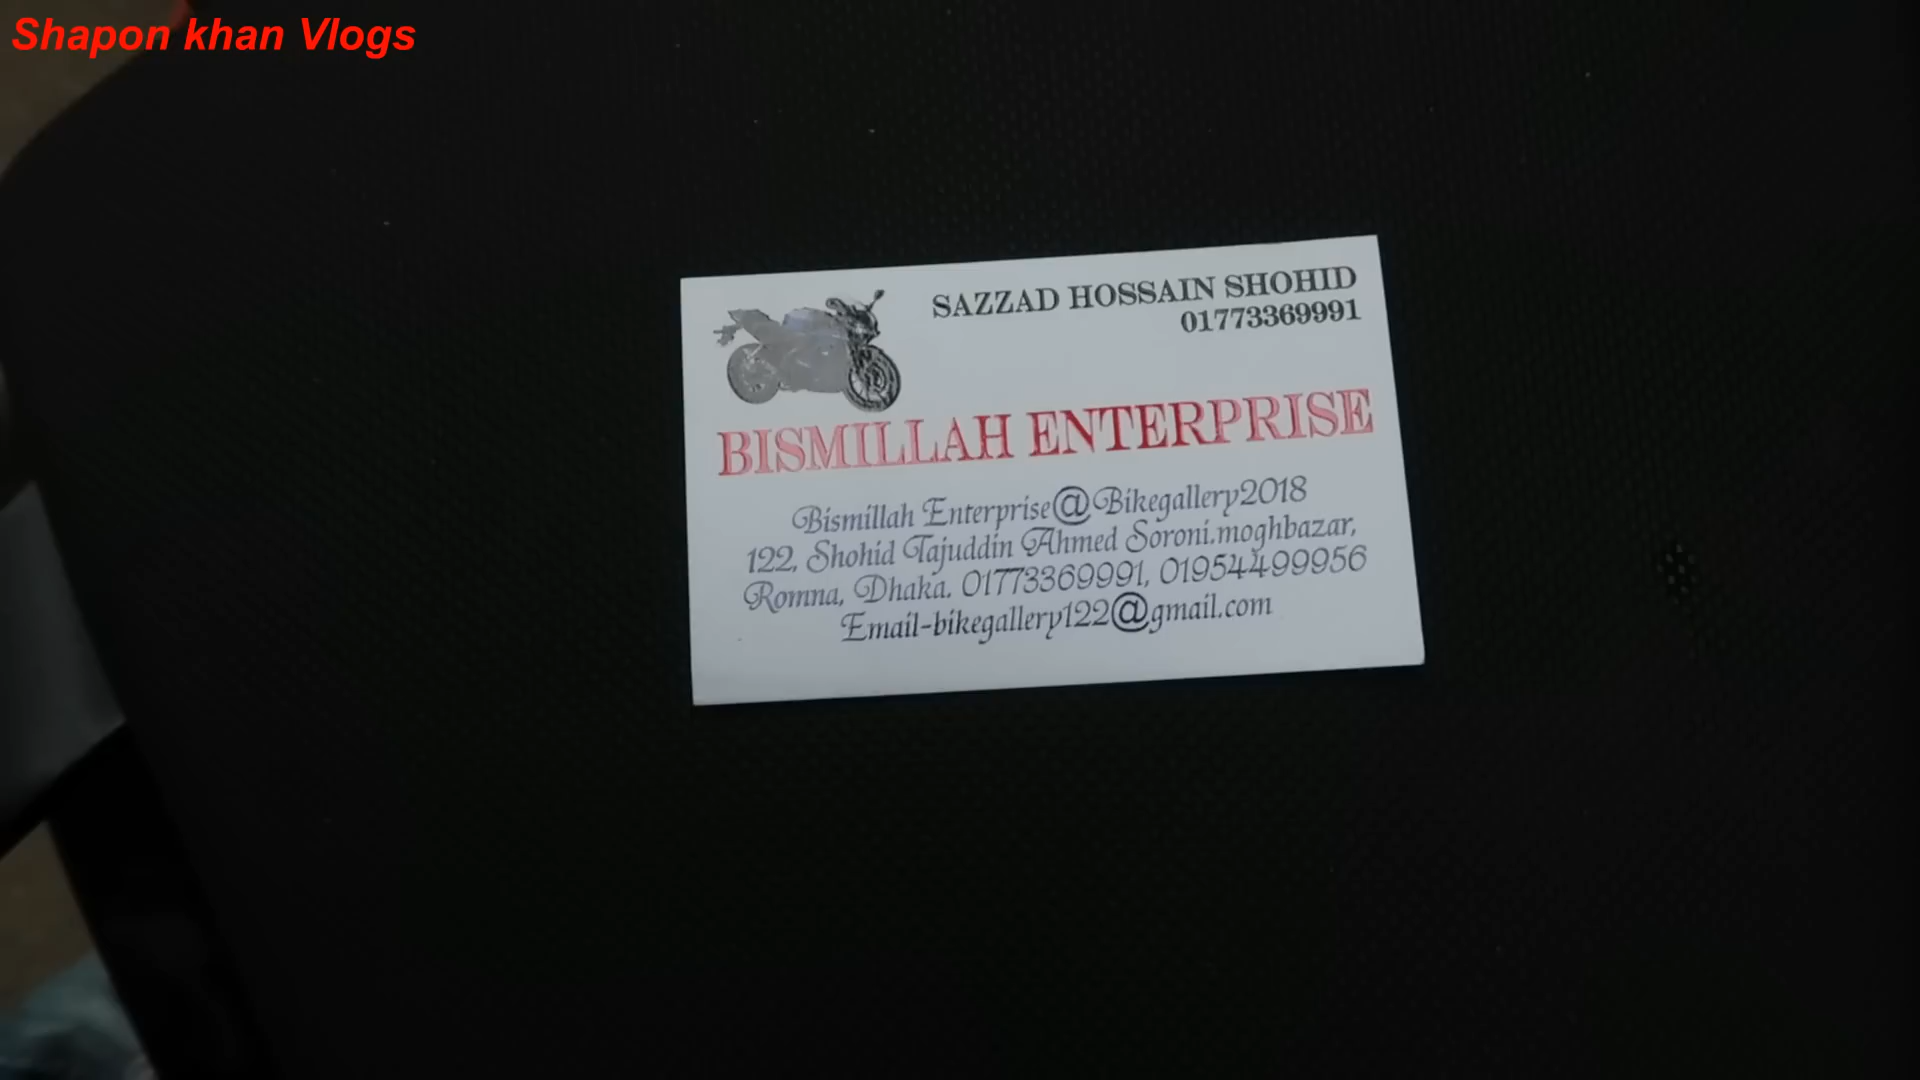 Shapon khan Vlogs
SAZZAD HOSSAIN SHOHID
01773369991
BISMILLAH ENTERPRISE
Bismillah Enterprise@Bikegallery2018
122, Shohid Tajuddin Ahmed Soroni.moghbazar,
Romna, Dhaka. 01773369991, 01954499956
Email-bikegallery122@gmail.com